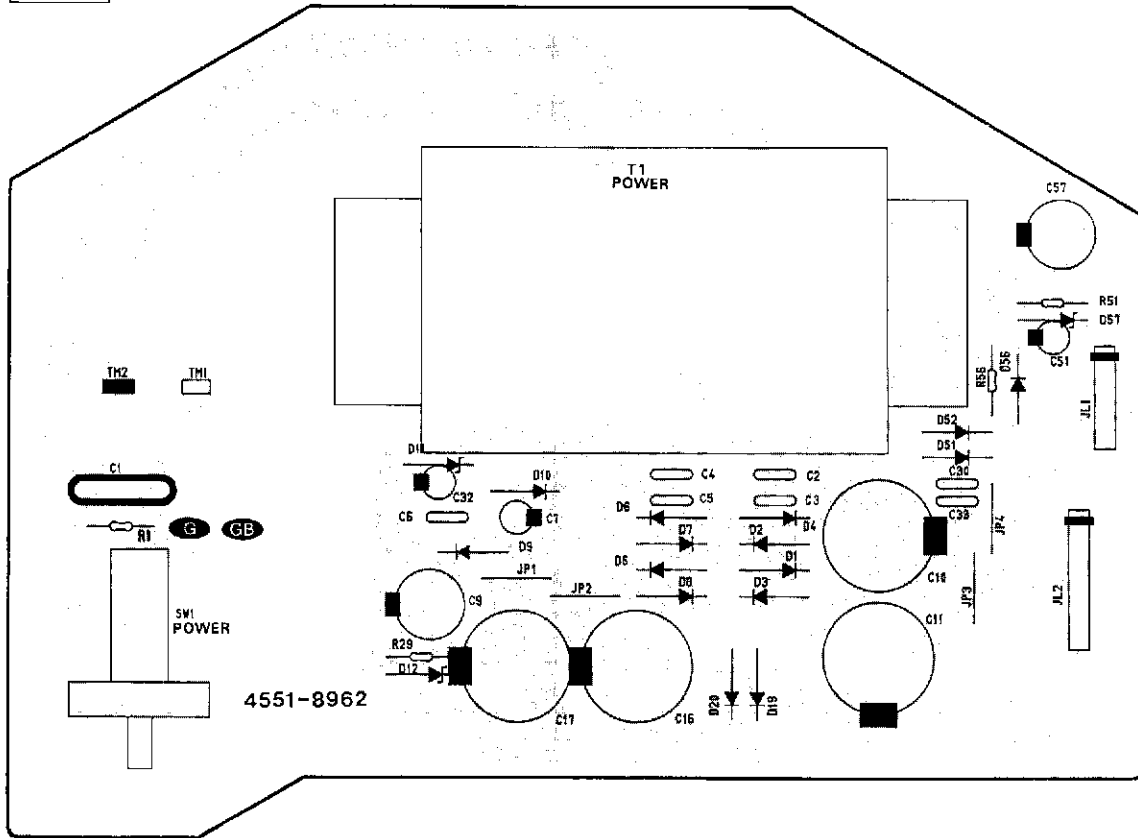 T1
POWER
C57
R51
D57
C51
D56
R56
JL1
TM2
TM1
D52
D51
C30
C33
JP4
C1
R1
G
GB
D11
C32
D10
C6
C7
D9
JP1
JP2
C4
C5
C2
C3
D6
D4
D7
D2
D5
D1
D8
D3
C10
JP3
JL2
SW1
POWER
C9
C11
R29
D12
4551-8962
C17
C16
D20
D19